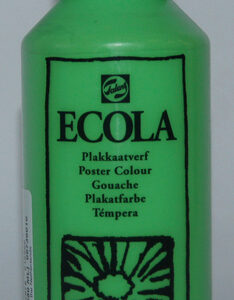 Talens
ECOLA
Plakkaatverf
Poster Colour
Gouache
Plakatfarbe
Témpera